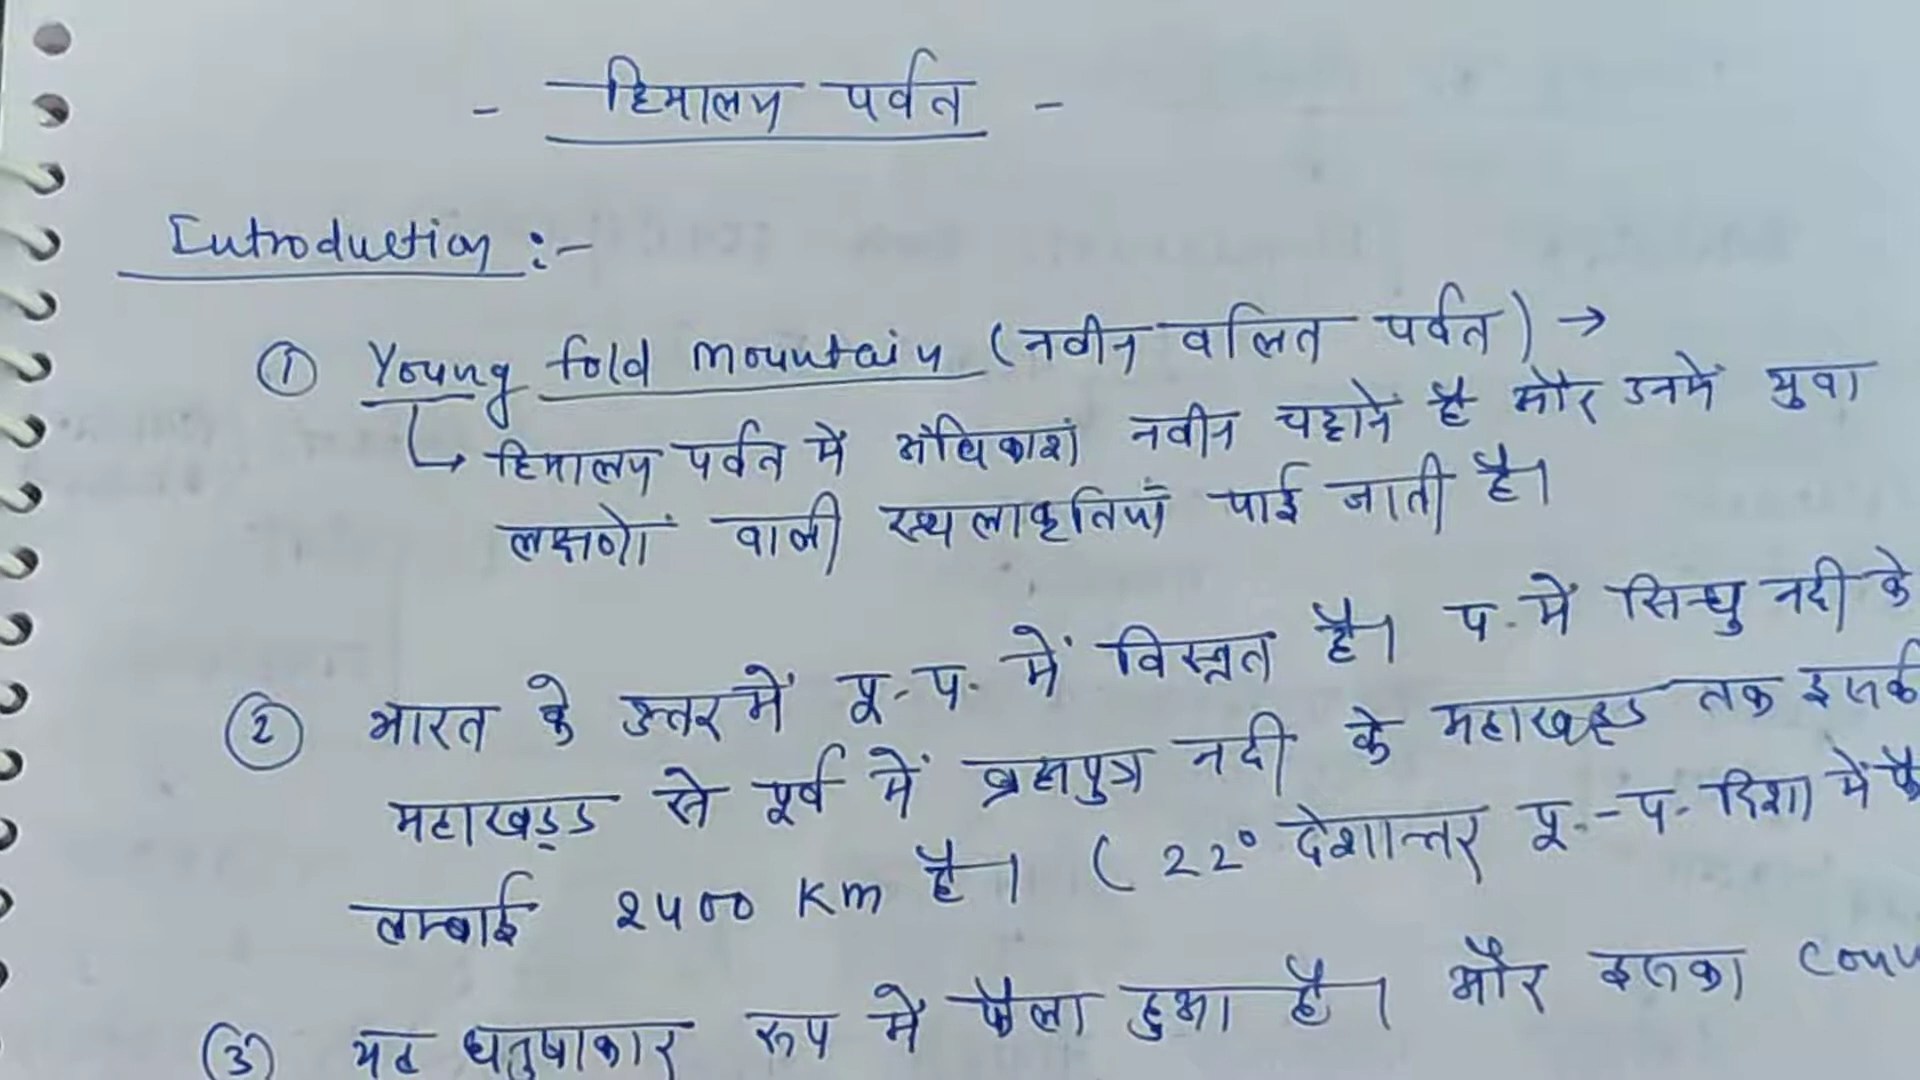 - हिमालय पर्वत -
Introduction :-
① Young fold mountain (नवीन वलित पर्वत) →
↳ हिमालय पर्वत में अधिकाशं नवीन चट्टाने है और उनमें युवा
लक्षणों वाली स्थलाकृतियाँ पाई जाती है।
② भारत के उत्तर में पू.-प. में विस्तृत है। प. में सिन्धु नदी के
महाखड्ड से पूर्व में ब्रह्मपुत्र नदी के महाखड्ड तक इसकी
लम्बाई 2400 Km है। ( 22° देशान्तर पू.-प. दिशा में
③ यह धनुषाकार रूप में फैला हुआ है। और इसका